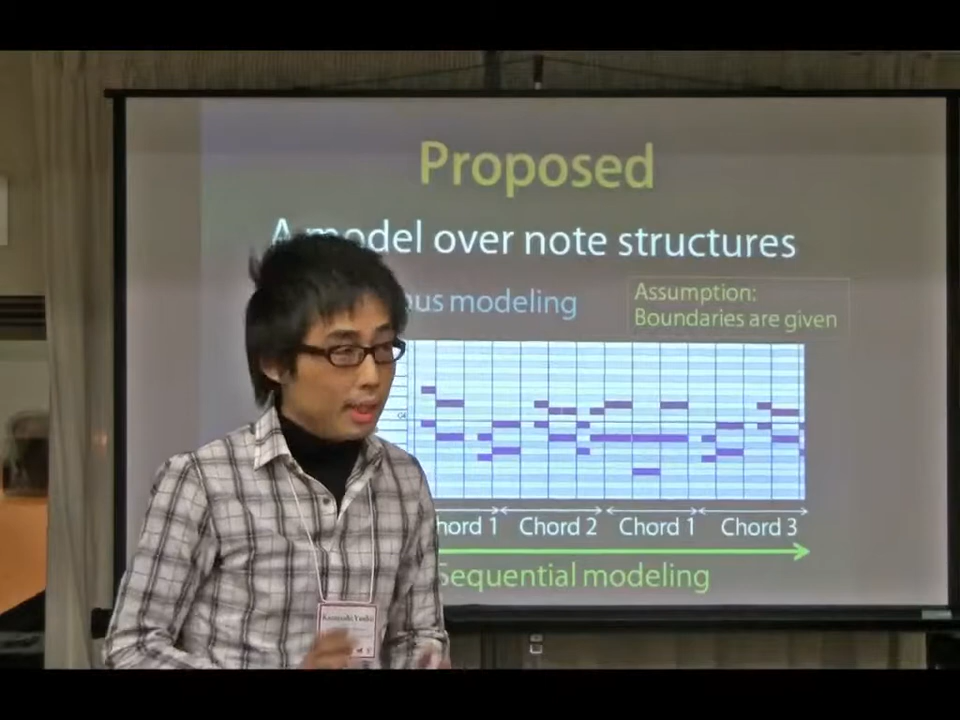 Proposed
A model over note structures
ous modeling
Assumption:
Boundaries are given
C4
hord 1
Chord 2
Chord 1
Chord 3
Sequential modeling